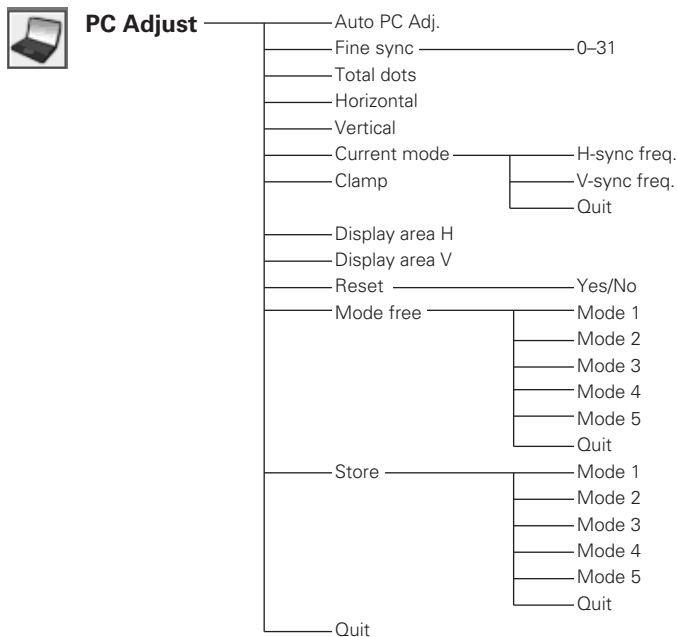 PC Adjust Auto PC Adj.
Fine sync 0–31
Total dots
Horizontal
Vertical
Current mode H-sync freq.
Clamp V-sync freq.
Quit
Display area H
Display area V
Reset Yes/No
Mode free Mode 1
Mode 2
Mode 3
Mode 4
Mode 5
Quit
Store Mode 1
Mode 2
Mode 3
Mode 4
Mode 5
Quit
Quit